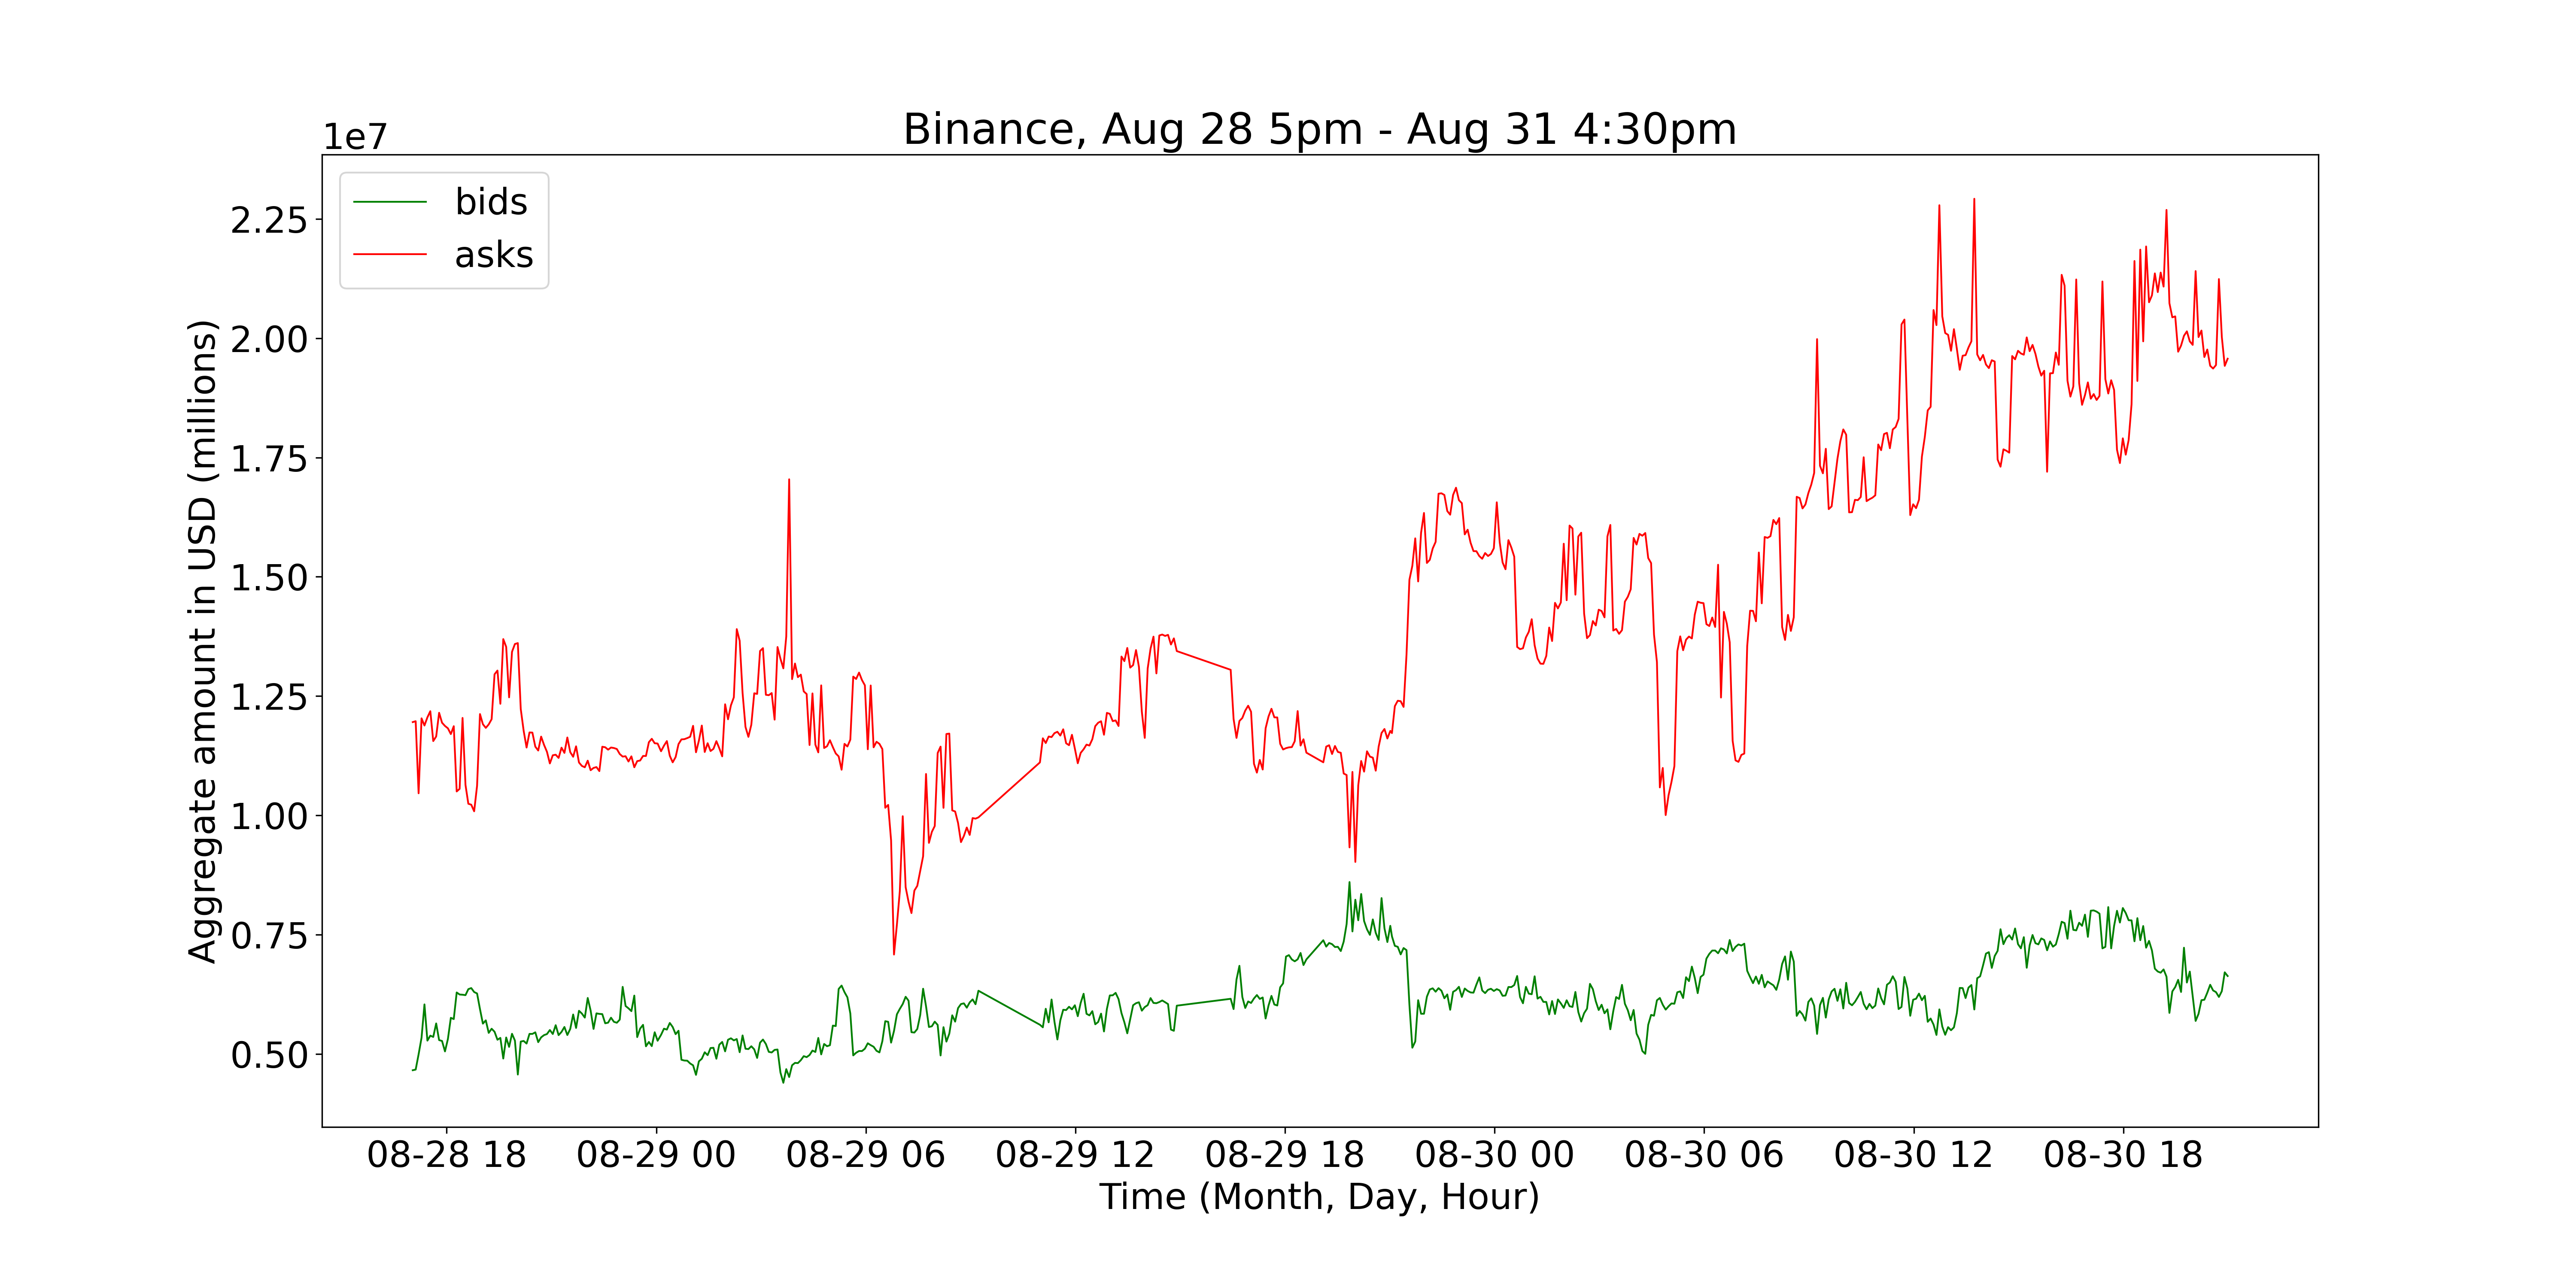 Binance, Aug 28 5pm - Aug 31 4:30pm
1e7
bids
asks
2.25
2.00
1.75
1.50
1.25
1.00
0.75
0.50
Aggregate amount in USD (millions)
08-28 18
08-29 00
08-29 06
08-29 12
08-29 18
08-30 00
08-30 06
08-30 12
08-30 18
Time (Month, Day, Hour)